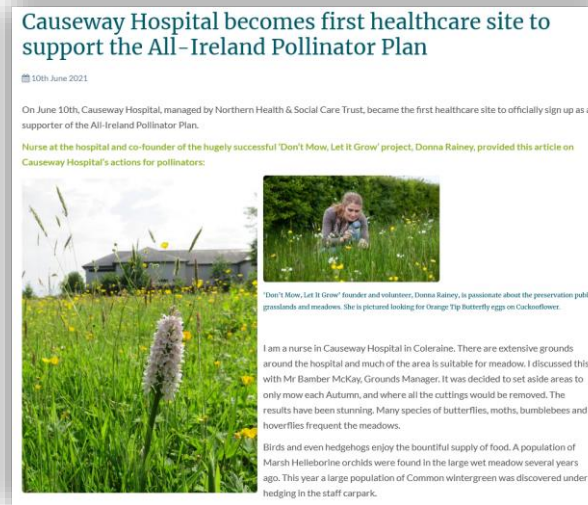 Causeway Hospital becomes first healthcare site to
support the All-Ireland Pollinator Plan
10th June 2021
On June 10th, Causeway Hospital, managed by Northern Health & Social Care Trust, became the first healthcare site to officially sign up as a
supporter of the All-Ireland Pollinator Plan.
Nurse at the hospital and co-founder of the hugely successful 'Don't Mow, Let it Grow' project, Donna Rainey, provided this article on
Causeway Hospital's actions for pollinators:
'Don't Mow, Let It Grow' founder and volunteer, Donna Rainey, is passionate about the preservation publ
grasslands and meadows. She is pictured looking for Orange Tip Butterfly eggs on Cuckooflower.
I am a nurse in Causeway Hospital in Coleraine. There are extensive grounds
around the hospital and much of the area is suitable for meadow. I discussed this
with Mr Bamber McKay, Grounds Manager. It was decided to set aside areas to
only mow each Autumn, and where all the cuttings would be removed. The
results have been stunning. Many species of butterflies, moths, bumblebees and
hoverflies frequent the meadows.
Birds and even hedgehogs enjoy the bountiful supply of food. A population of
Marsh Helleborine orchids were found in the large wet meadow several years
ago. This year a large population of Common wintergreen was discovered under
hedging in the staff carpark.